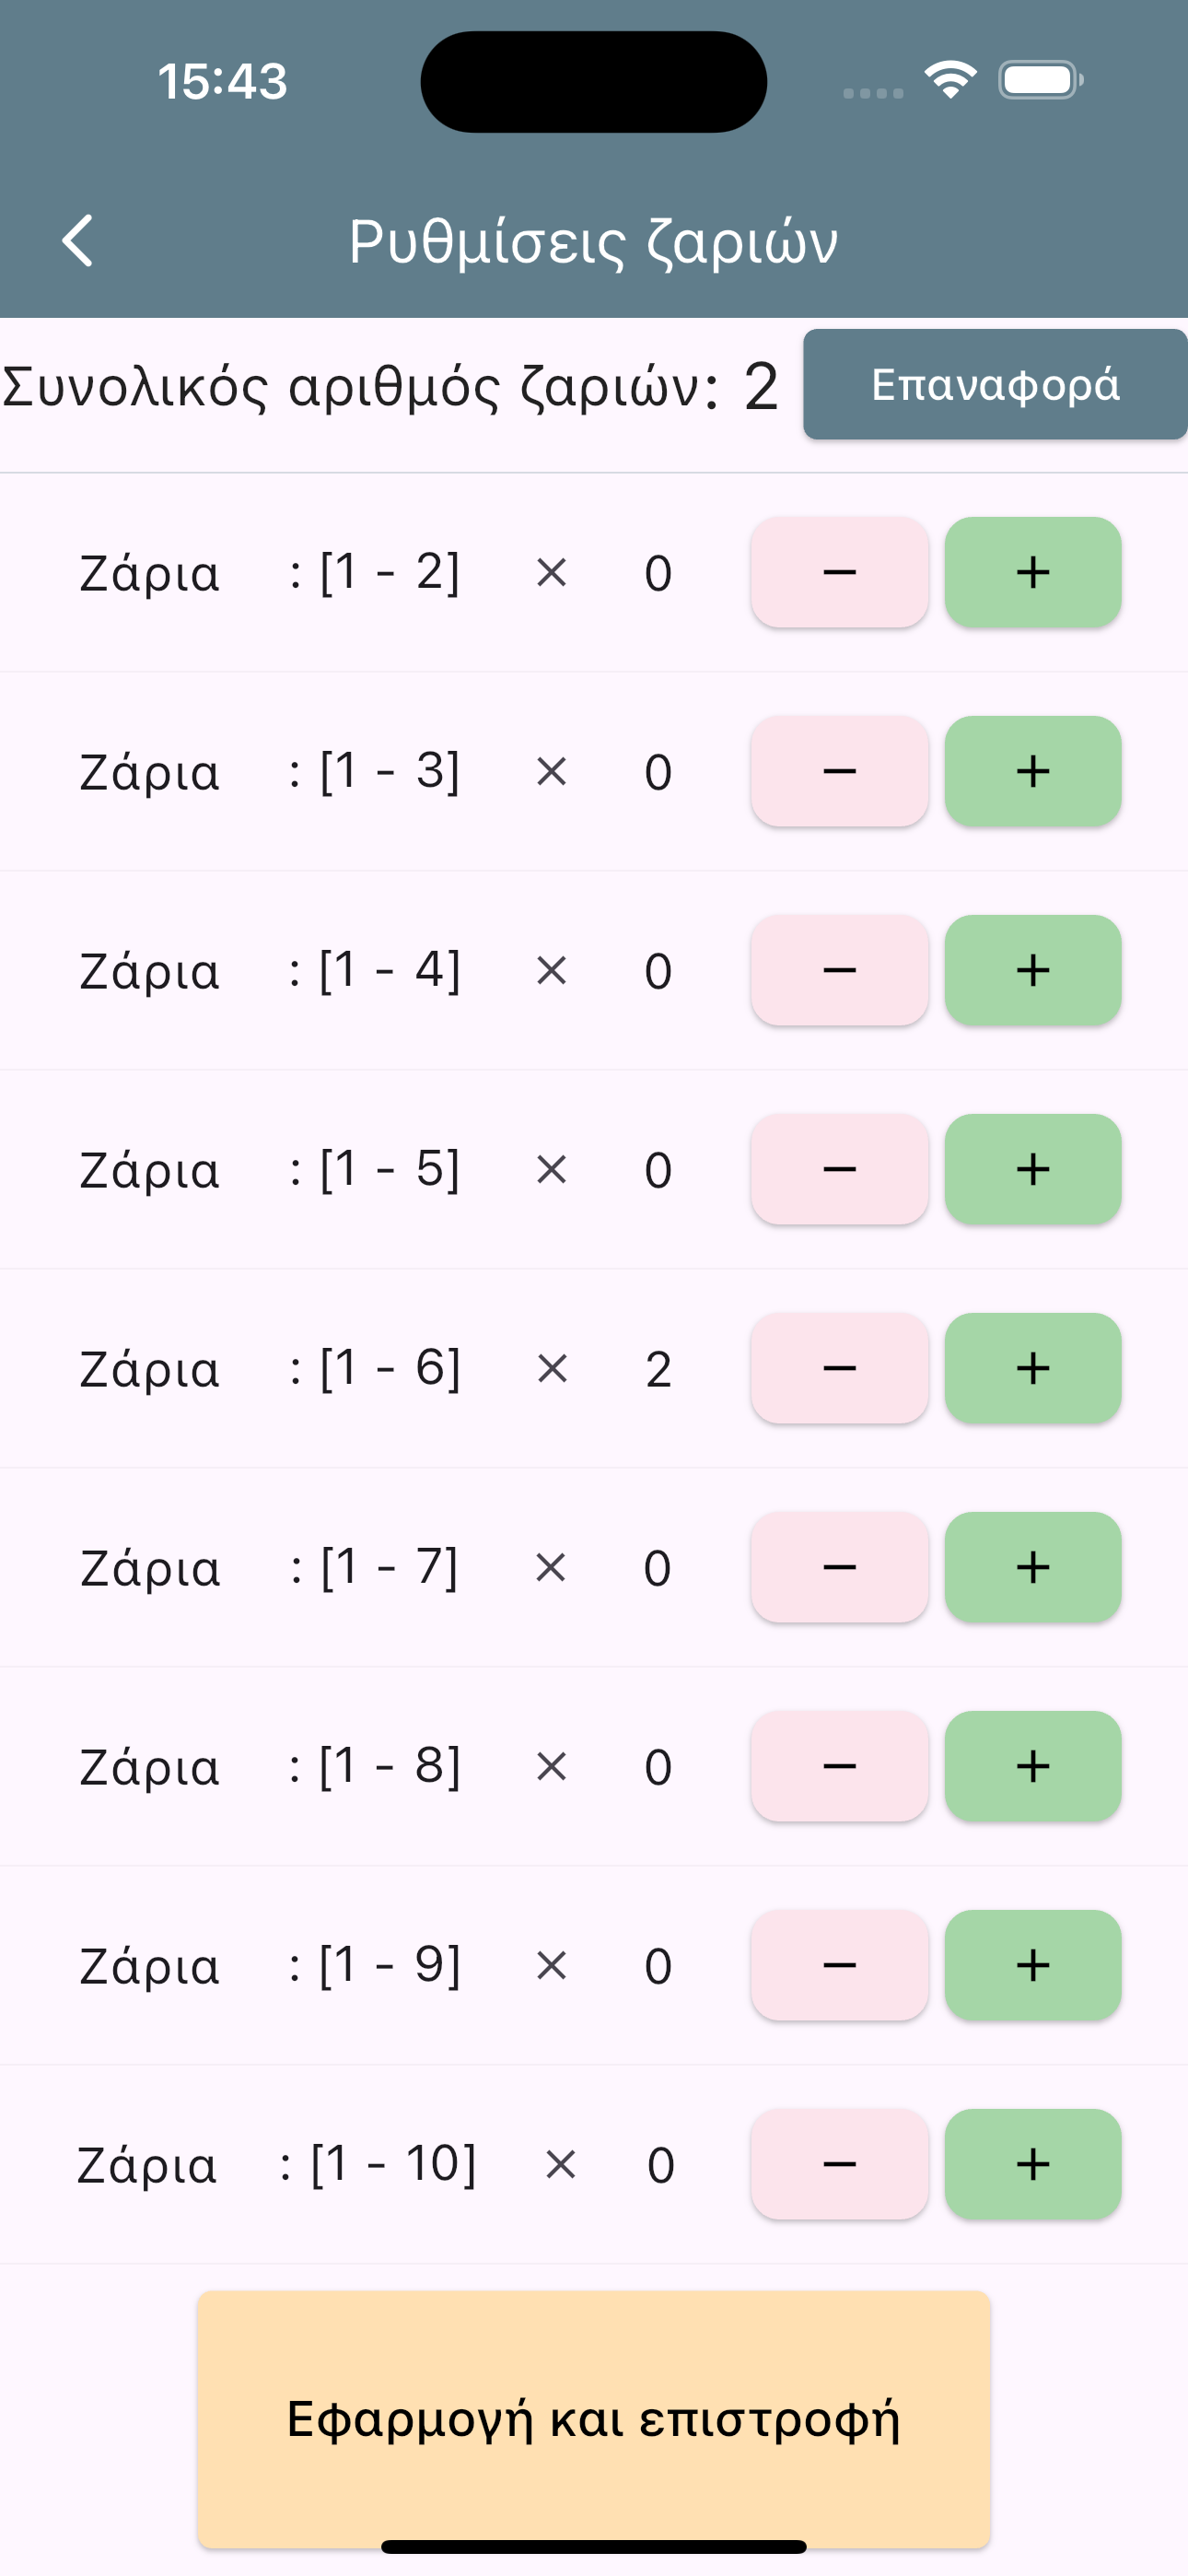 15:43
Ρυθμίσεις ζαριών
Συνολικός αριθμός ζαριών: 2 Επαναφορά
Ζάρια : [1 - 2] × 0 − +
Ζάρια : [1 - 3] × 0 − +
Ζάρια : [1 - 4] × 0 − +
Ζάρια : [1 - 5] × 0 − +
Ζάρια : [1 - 6] × 2 − +
Ζάρια : [1 - 7] × 0 − +
Ζάρια : [1 - 8] × 0 − +
Ζάρια : [1 - 9] × 0 − +
Ζάρια : [1 - 10] × 0 − +
Εφαρμογή και επιστροφή